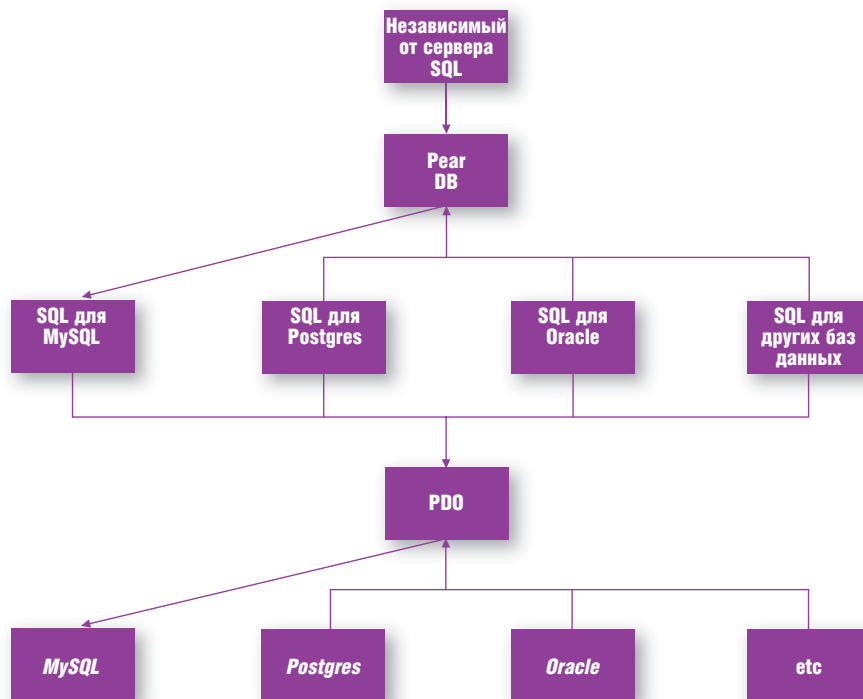 Независимый
от сервера
SQL
Pear
DB
SQL для
MySQL
SQL для
Postgres
SQL для
Oracle
SQL для
других баз
данных
PDO
MySQL
Postgres
Oracle
etc